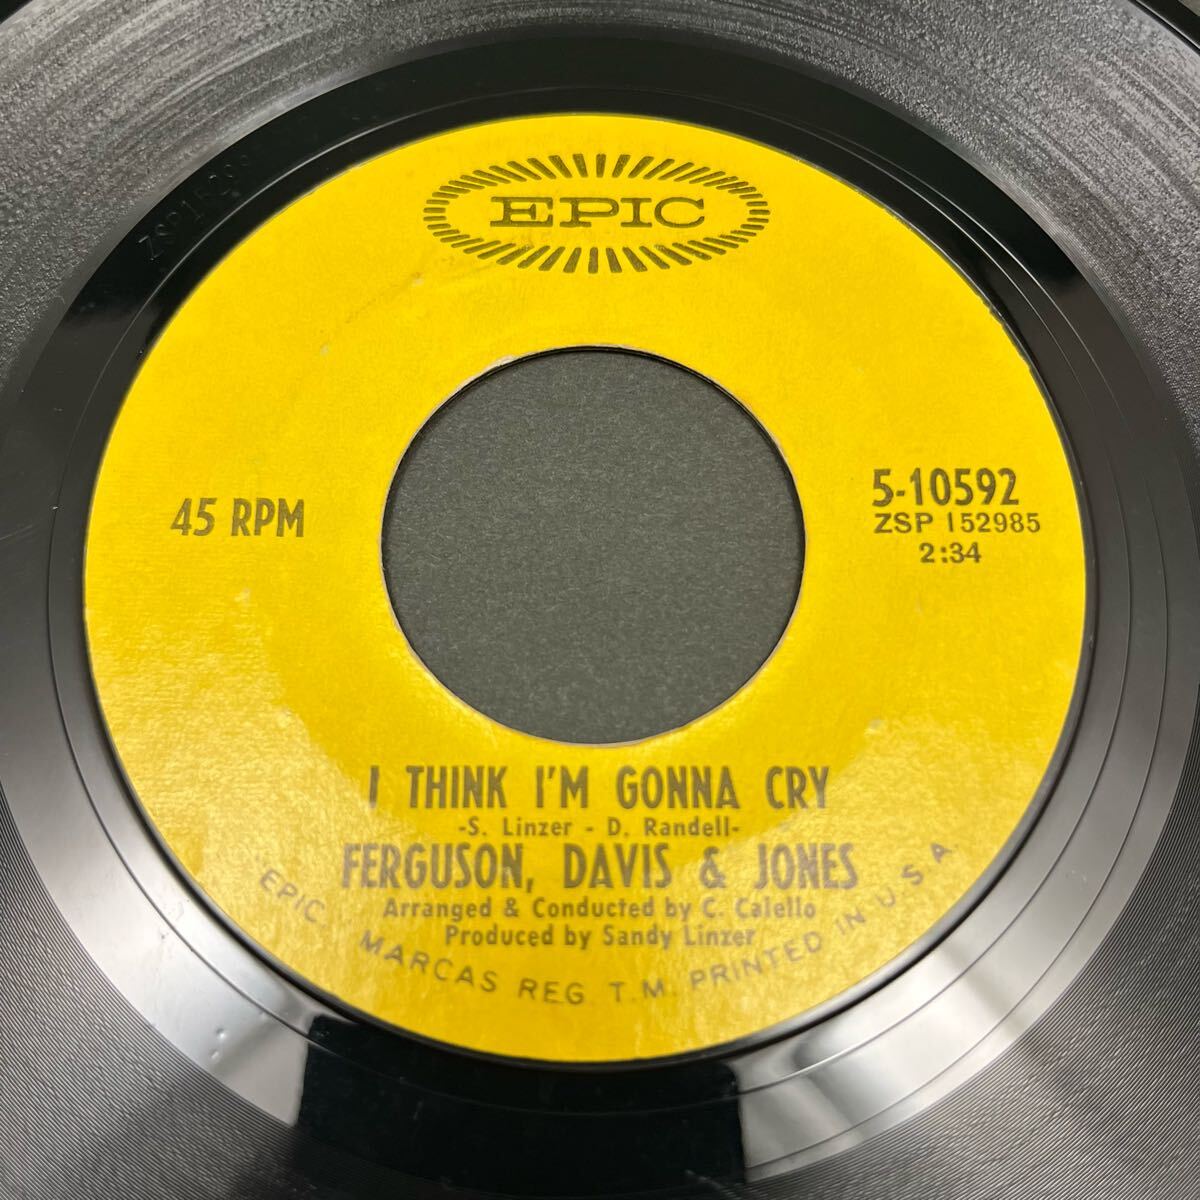 EPIC
45 RPM
5-10592
ZSP 152985
2:34
I THINK I'M GONNA CRY
-S. Linzer - D. Randell-
FERGUSON, DAVIS & JONES
Arranged & Conducted by C. Calello
Produced by Sandy Linzer
"EPIC, MARCAS REG. T.M. PRINTED IN U.S.A.